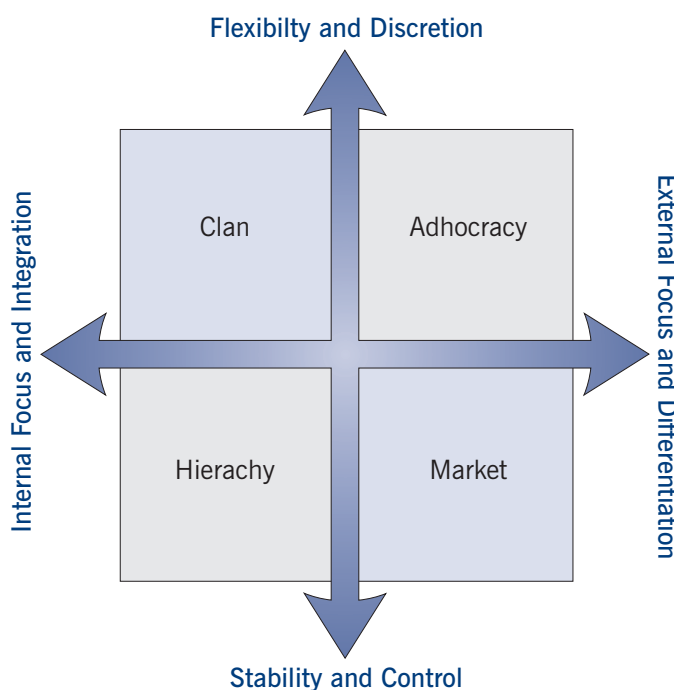 Flexibilty and Discretion
Clan
Adhocracy
Internal Focus and Integration
External Focus and Differentiation
Hierachy
Market
Stability and Control